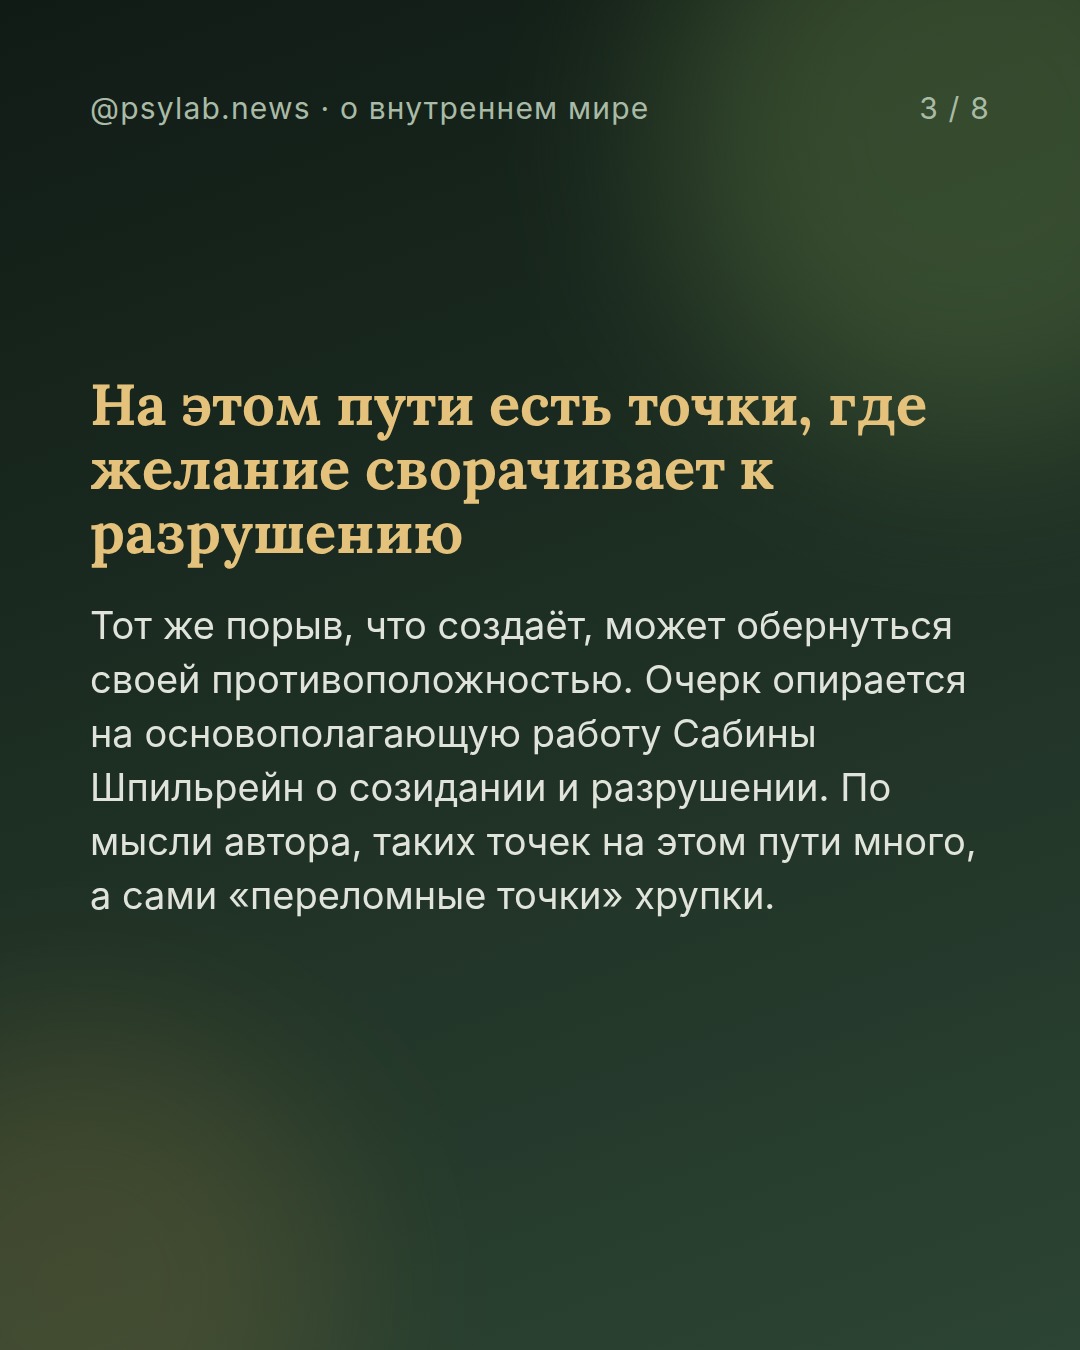 @psylab.news · о внутреннем мире
3 / 8
На этом пути есть точки, где
желание сворачивает к
разрушению
Тот же порыв, что создаёт, может обернуться
своей противоположностью. Очерк опирается
на основополагающую работу Сабины
Шпильрейн о созидании и разрушении. По
мысли автора, таких точек на этом пути много,
а сами «переломные точки» хрупки.